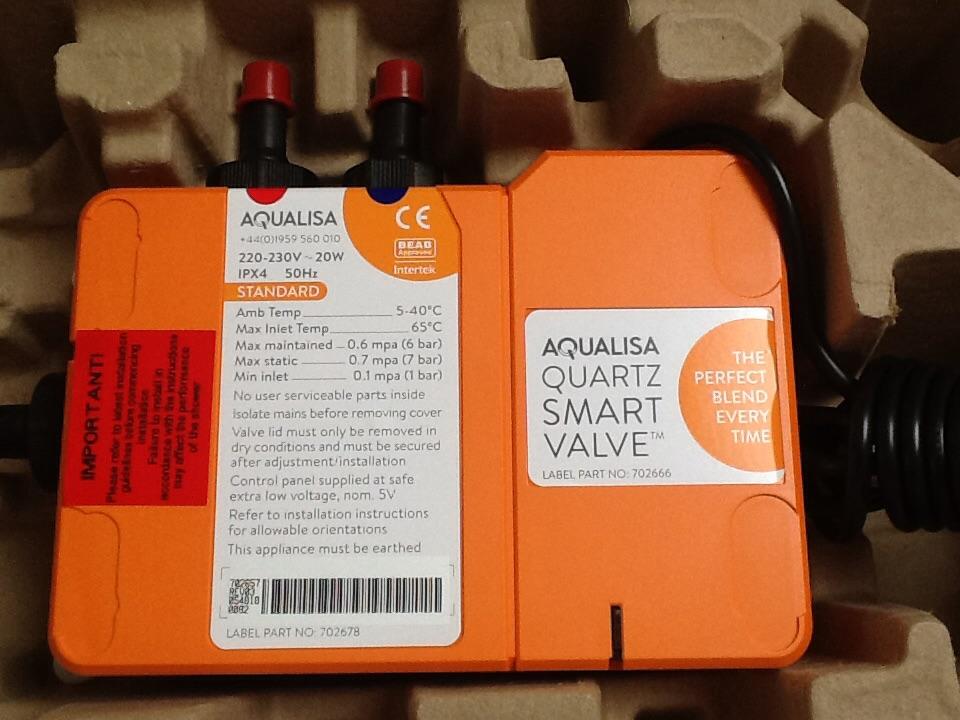 AQUALISA
+44(0)1959 560 010
220-230V ~ 20W
IPX4 50Hz
STANDARD
CE
BEAB
Approved
Intertek
Amb Temp 5-40°C
Max Inlet Temp 65°C
Max maintained 0.6 mpa (6 bar)
Max static 0.7 mpa (7 bar)
Min inlet 0.1 mpa (1 bar)
No user serviceable parts inside
Isolate mains before removing cover
Valve lid must only be removed in
dry conditions and must be secured
after adjustment/installation
Control panel supplied at safe
extra low voltage, nom. 5V
Refer to installation instructions
for allowable orientations
This appliance must be earthed
702657
REV03
0082
LABEL PART NO: 702678
IMPORTANT!
Please refer to latest installation
guidelines before commencing
installation
Failure to install in
accordance with the instructions
may affect the performance
of the shower
AQUALISA
QUARTZ
SMART
VALVE™
LABEL PART NO: 702666
THE
PERFECT
BLEND
EVERY
TIME